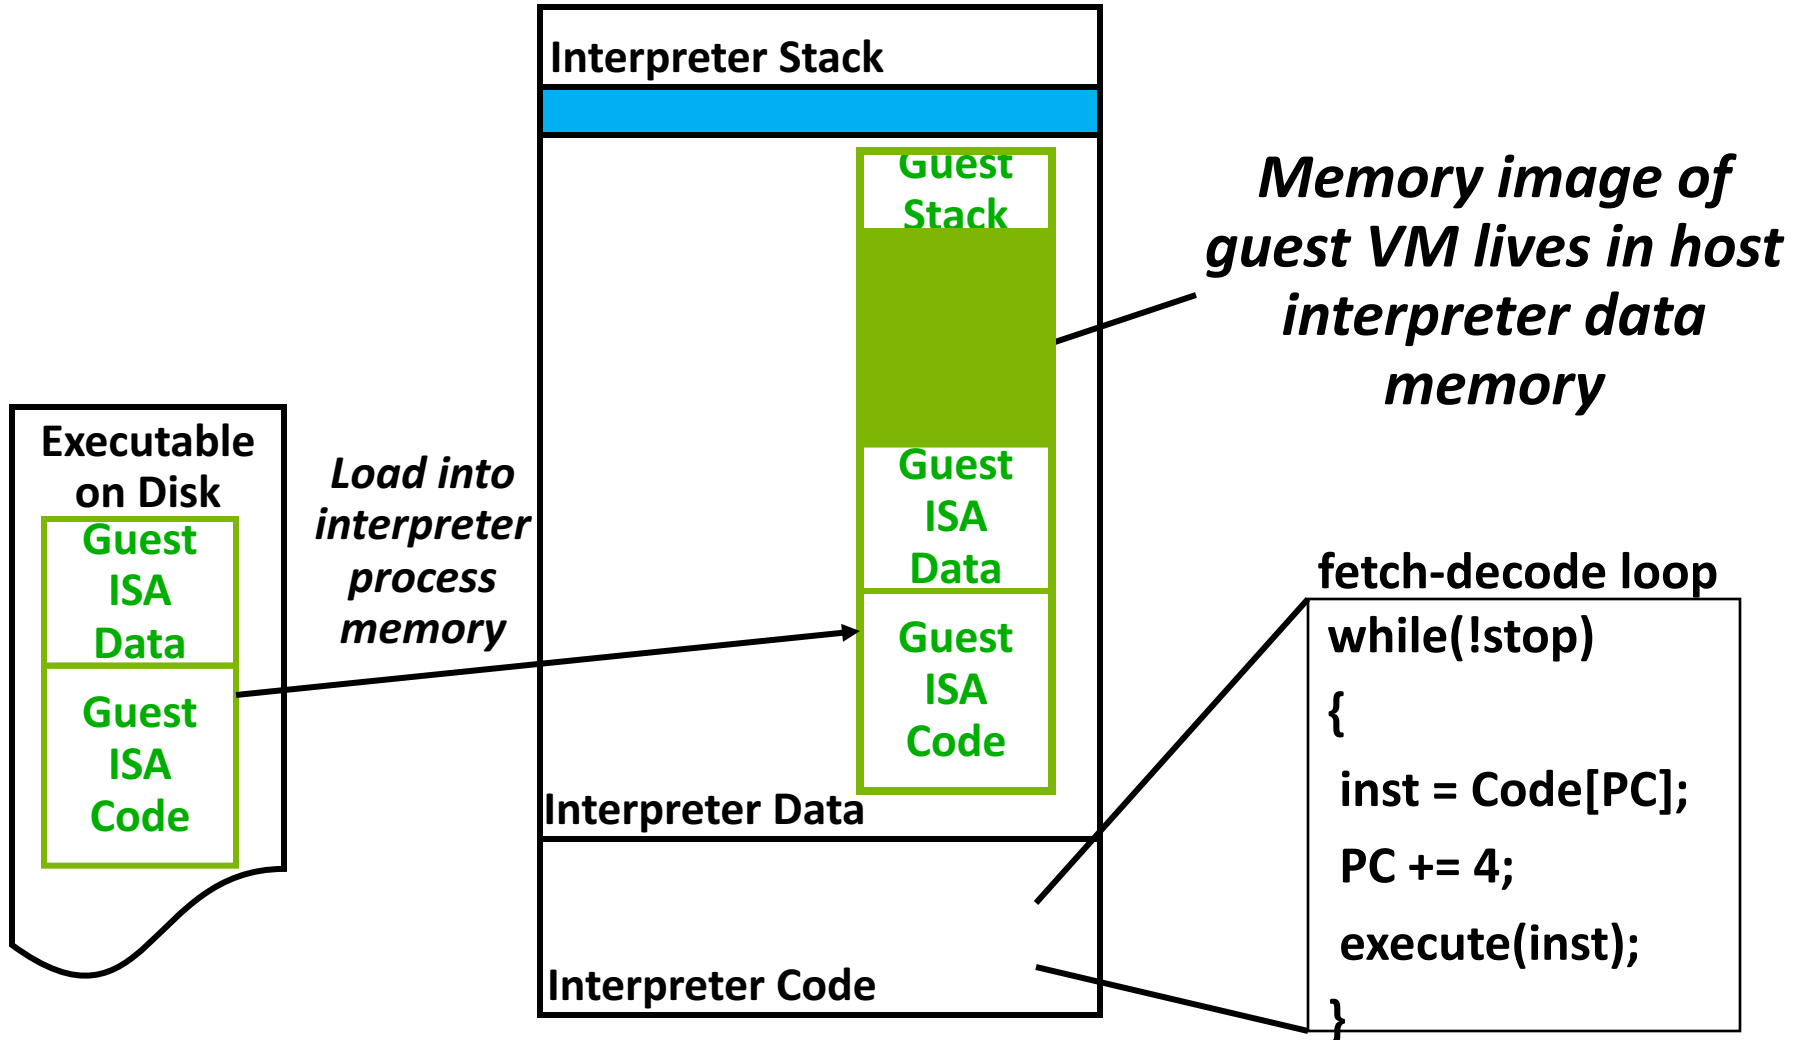 Interpreter Stack
Guest
Stack
Memory image of
guest VM lives in host
interpreter data
memory
Executable
on Disk
Guest
ISA
Data
Guest
ISA
Code
Load into
interpreter
process
memory
Guest
ISA
Data
Guest
ISA
Code
Interpreter Data
Interpreter Code
fetch-decode loop
while(!stop)
{
inst = Code[PC];
PC += 4;
execute(inst);
}